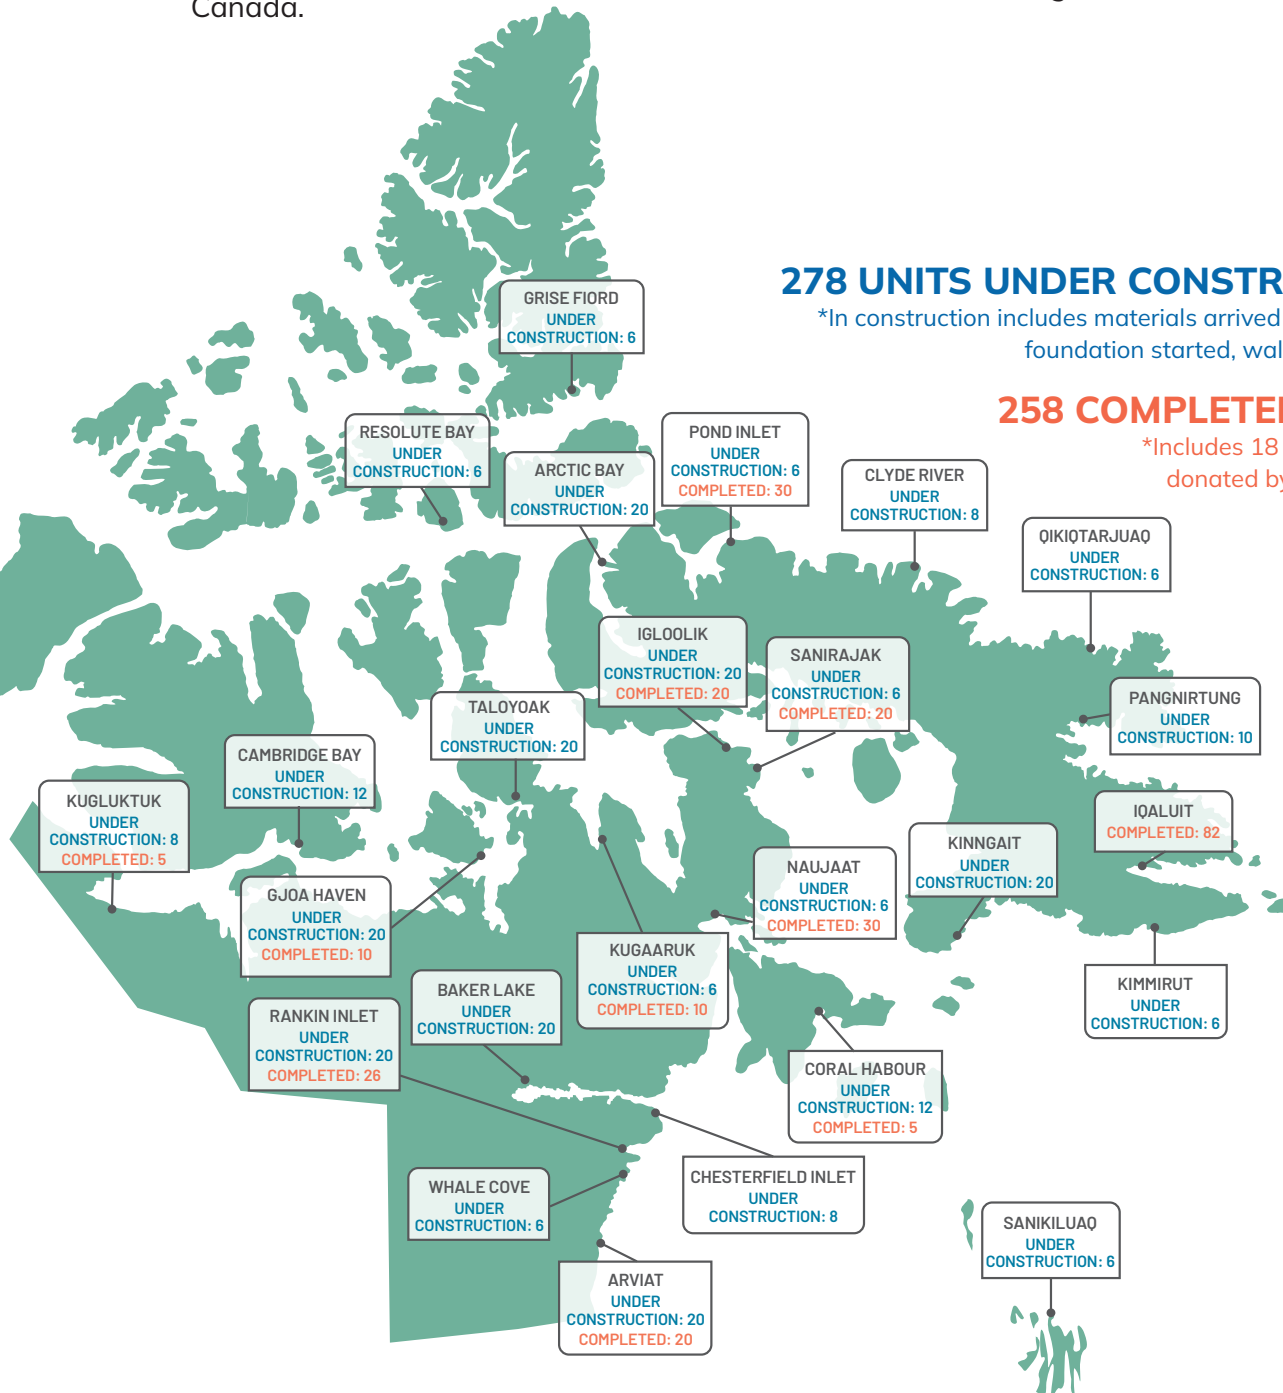 Canada.
278 UNITS UNDER CONSTR
*In construction includes materials arrived
foundation started, wal
258 COMPLETE
*Includes 18
donated by
GRISE FIORD
UNDER
CONSTRUCTION: 6
RESOLUTE BAY
UNDER
CONSTRUCTION: 6
ARCTIC BAY
UNDER
CONSTRUCTION: 20
POND INLET
UNDER
CONSTRUCTION: 6
COMPLETED: 30
CLYDE RIVER
UNDER
CONSTRUCTION: 8
QIKIQTARJUAQ
UNDER
CONSTRUCTION: 6
IGLOOLIK
UNDER
CONSTRUCTION: 20
COMPLETED: 20
SANIRAJAK
UNDER
CONSTRUCTION: 6
COMPLETED: 20
PANGNIRTUNG
UNDER
CONSTRUCTION: 10
TALOYOAK
UNDER
CONSTRUCTION: 20
CAMBRIDGE BAY
UNDER
CONSTRUCTION: 12
KUGLUKTUK
UNDER
CONSTRUCTION: 8
COMPLETED: 5
IQALUIT
COMPLETED: 82
KINNGAIT
UNDER
CONSTRUCTION: 20
NAUJAAT
UNDER
CONSTRUCTION: 6
COMPLETED: 30
GJOA HAVEN
UNDER
CONSTRUCTION: 20
COMPLETED: 10
KUGAARUK
UNDER
CONSTRUCTION: 6
COMPLETED: 10
KIMMIRUT
UNDER
CONSTRUCTION: 6
BAKER LAKE
UNDER
CONSTRUCTION: 20
RANKIN INLET
UNDER
CONSTRUCTION: 20
COMPLETED: 26
CORAL HABOUR
UNDER
CONSTRUCTION: 12
COMPLETED: 5
CHESTERFIELD INLET
UNDER
CONSTRUCTION: 8
WHALE COVE
UNDER
CONSTRUCTION: 6
SANIKILUAQ
UNDER
CONSTRUCTION: 6
ARVIAT
UNDER
CONSTRUCTION: 20
COMPLETED: 20